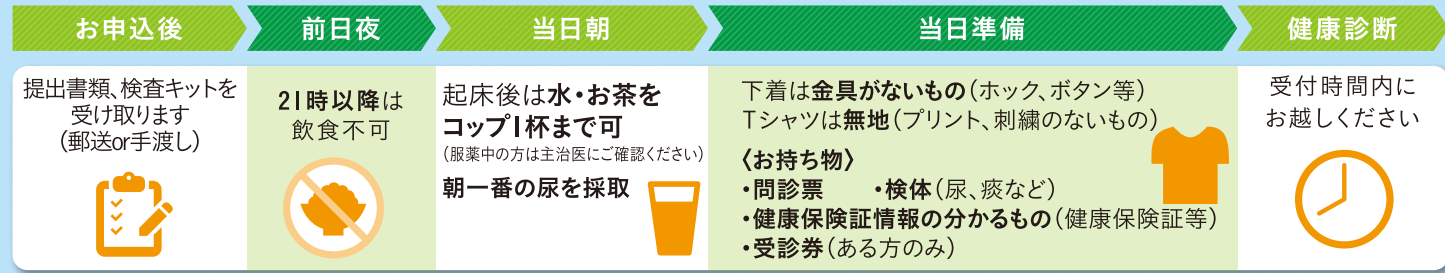 お申込後
前日夜
当日朝
当日準備
健康診断
提出書類、検査キットを
受け取ります
(郵送or手渡し)
21時以降は
飲食不可
起床後は水・お茶を
コップ1杯まで可
(服薬中の方は主治医にご確認ください)
朝一番の尿を採取
下着は金具がないもの(ホック、ボタン等)
Tシャツは無地(プリント、刺繍のないもの)
〈お持ち物〉
・問診票 ・検体(尿、痰など)
・健康保険証情報の分かるもの(健康保険証等)
・受診券(ある方のみ)
受付時間内に
お越しください